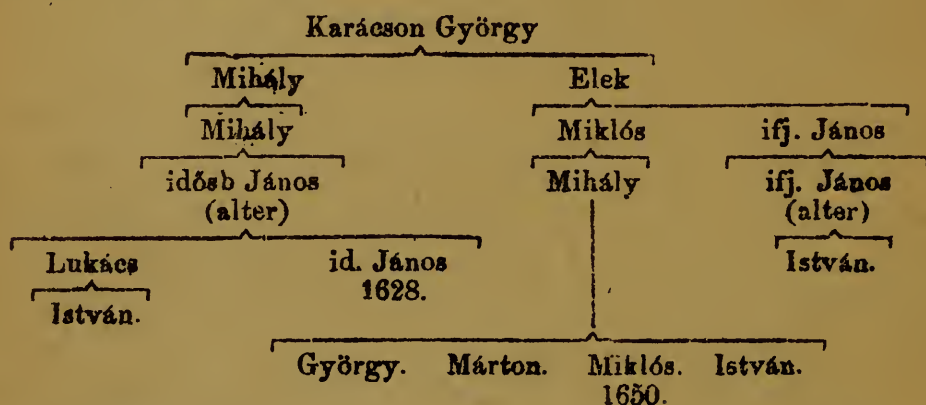 Karácson György
Mihály Elek
Mihály Miklós ifj. János
idősb János Mihály ifj. János
(alter) (alter)
Lukács id. János István.
1628.
István.
György. Márton. Miklós. István.
1650.